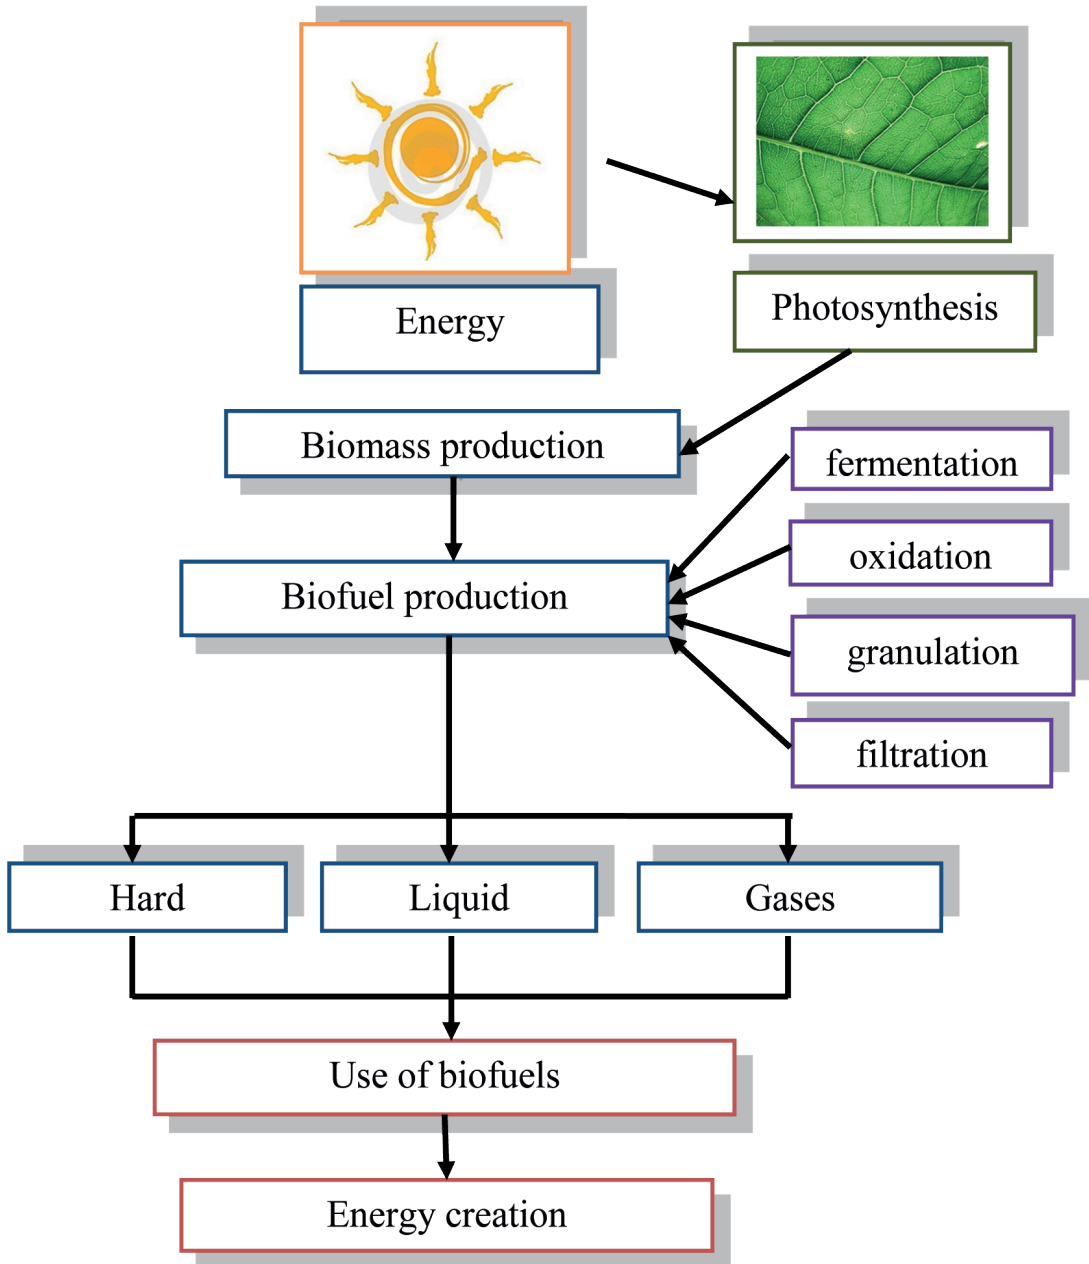 Energy
Photosynthesis
Biomass production
fermentation
oxidation
Biofuel production
granulation
filtration
Hard
Liquid
Gases
Use of biofuels
Energy creation